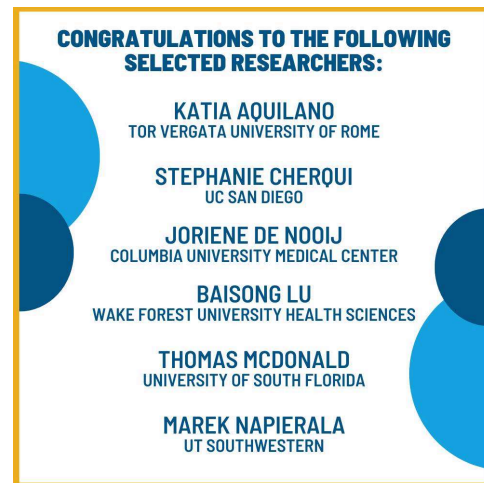 CONGRATULATIONS TO THE FOLLOWING
SELECTED RESEARCHERS:
KATIA AQUILANO
TOR VERGATA UNIVERSITY OF ROME
STEPHANIE CHERQUI
UC SAN DIEGO
JORIENE DE NOOIJ
COLUMBIA UNIVERSITY MEDICAL CENTER
BAISONG LU
WAKE FOREST UNIVERSITY HEALTH SCIENCES
THOMAS MCDONALD
UNIVERSITY OF SOUTH FLORIDA
MAREK NAPIERALA
UT SOUTHWESTERN